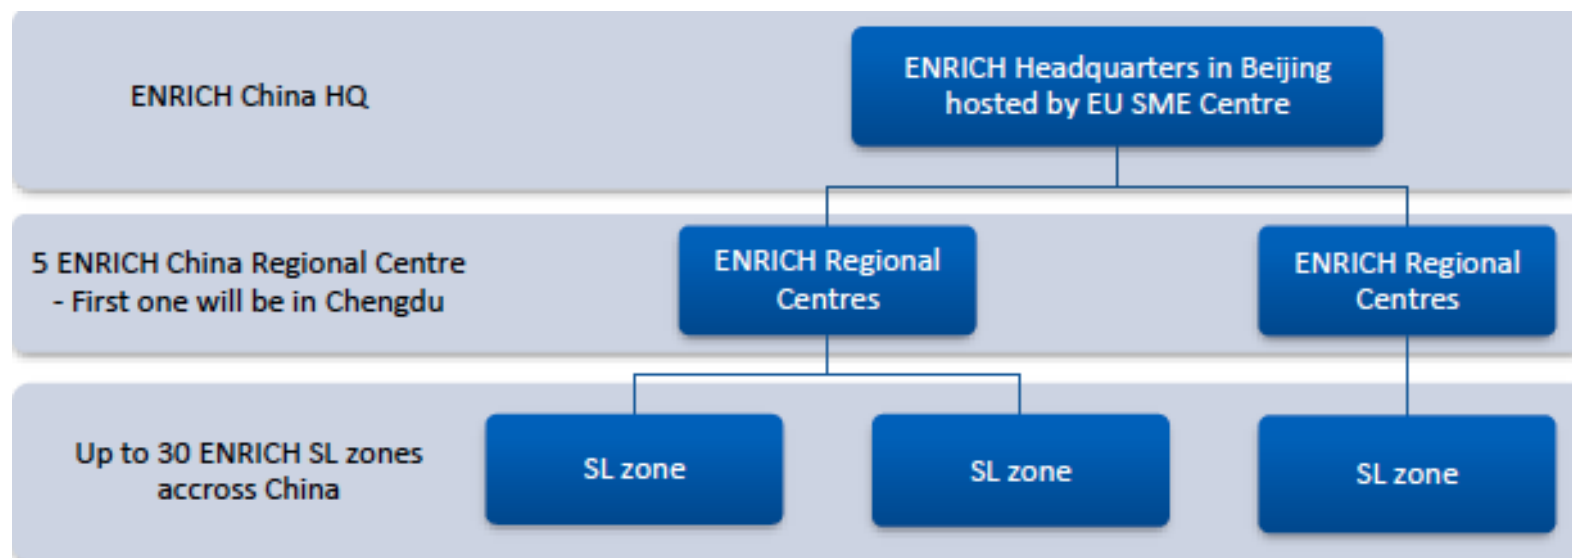 ENRICH China HQ
ENRICH Headquarters in Beijing
hosted by EU SME Centre
5 ENRICH China Regional Centre
- First one will be in Chengdu
ENRICH Regional
Centres
ENRICH Regional
Centres
Up to 30 ENRICH SL zones
accross China
SL zone
SL zone
SL zone